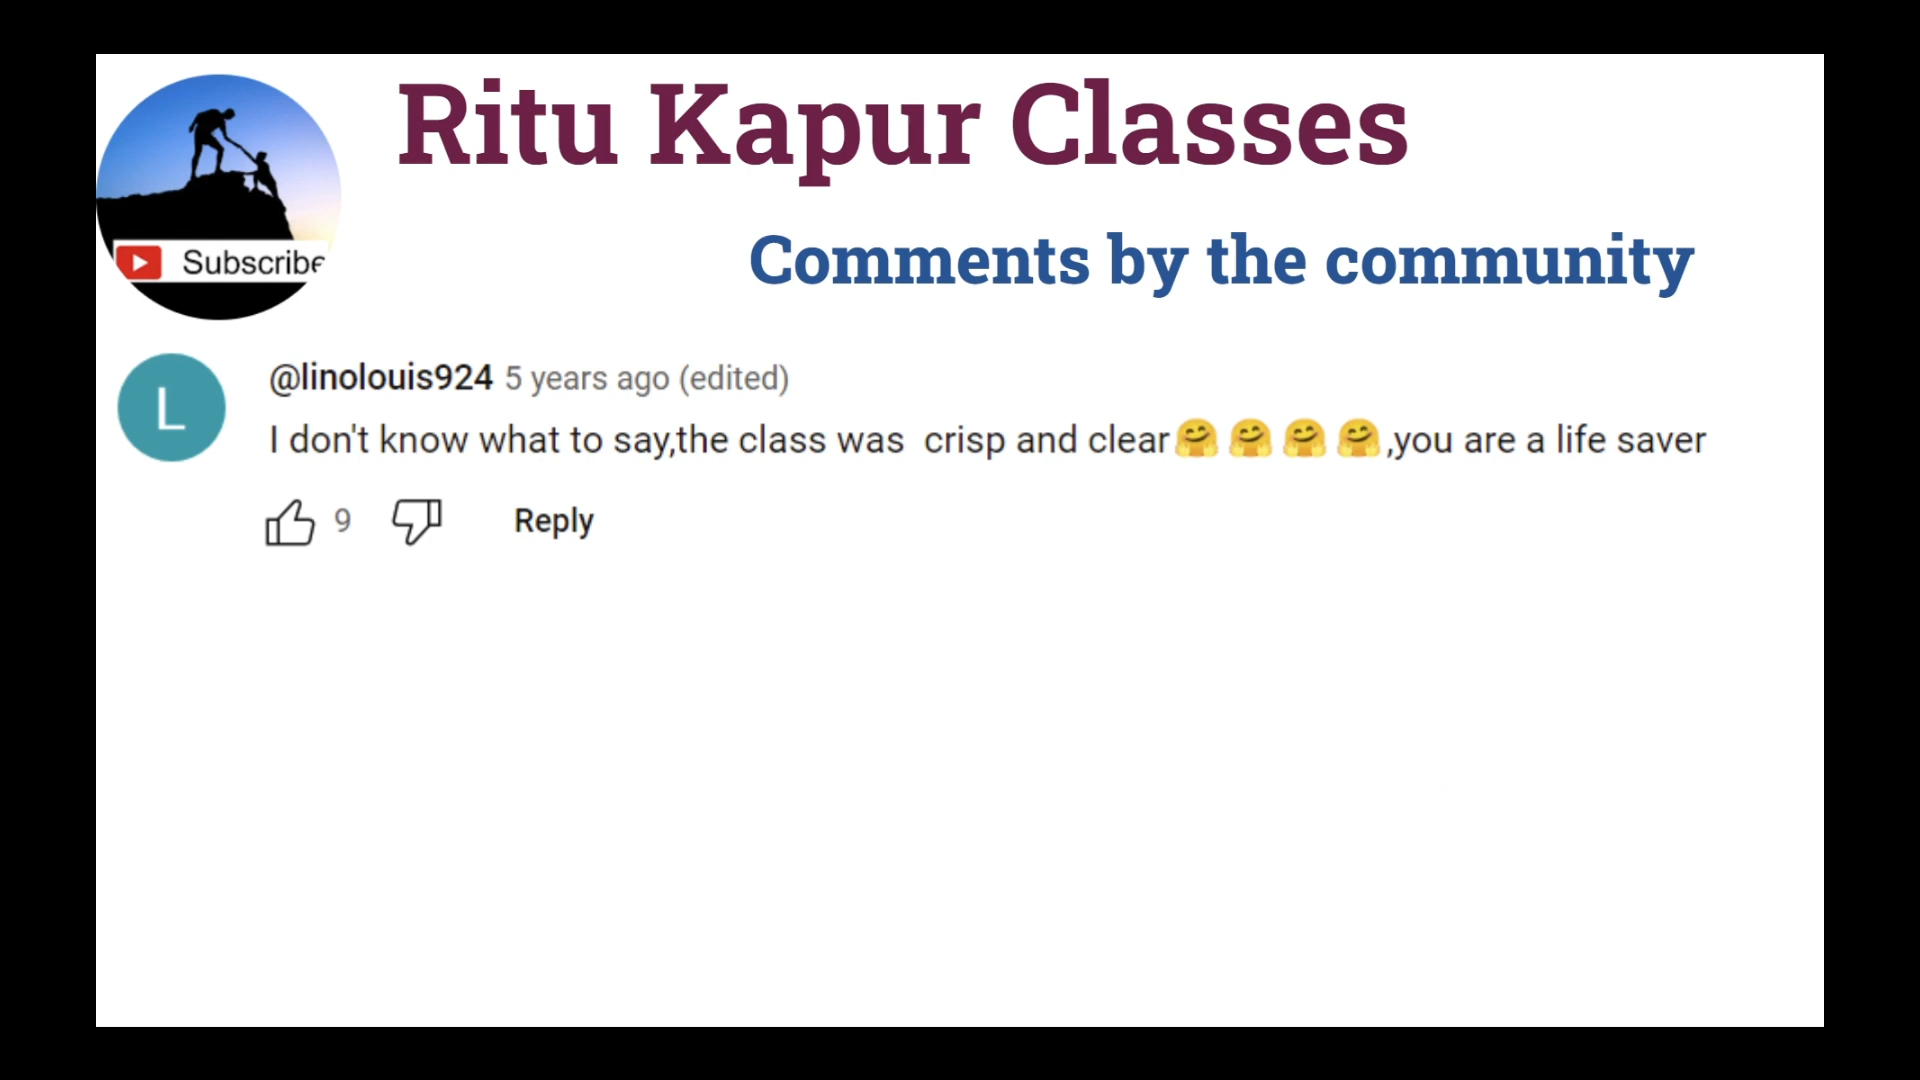 Ritu Kapur Classes
Comments by the community
Subscribe
L
@linolouis924 5 years ago (edited)
I don't know what to say,the class was  crisp and clear🤗🤗🤗🤗,you are a life saver
9 Reply